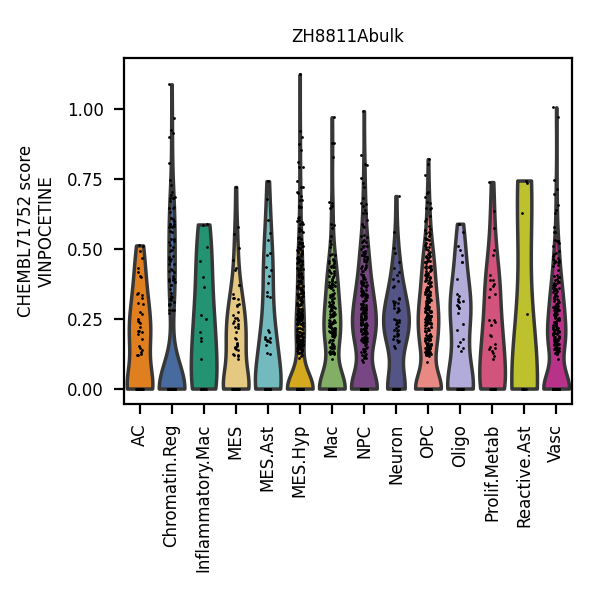 ZH8811Abulk
CHEMBL71752 score
VINPOCETINE
1.00
0.75
0.50
0.25
0.00
AC
Chromatin.Reg
Inflammatory.Mac
MES
MES.Ast
MES.Hyp
Mac
NPC
Neuron
OPC
Oligo
Prolif.Metab
Reactive.Ast
Vasc